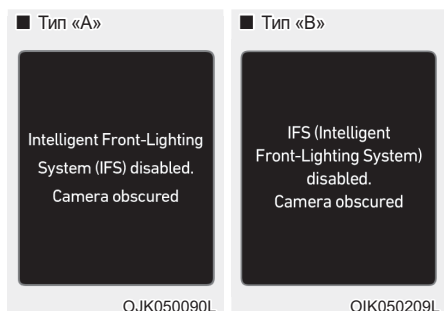 ■ Тип «A»
Intelligent Front-Lighting
System (IFS) disabled.
Camera obscured
OJK050090L
■ Тип «B»
IFS (Intelligent
Front-Lighting System)
disabled.
Camera obscured
OIK050209L